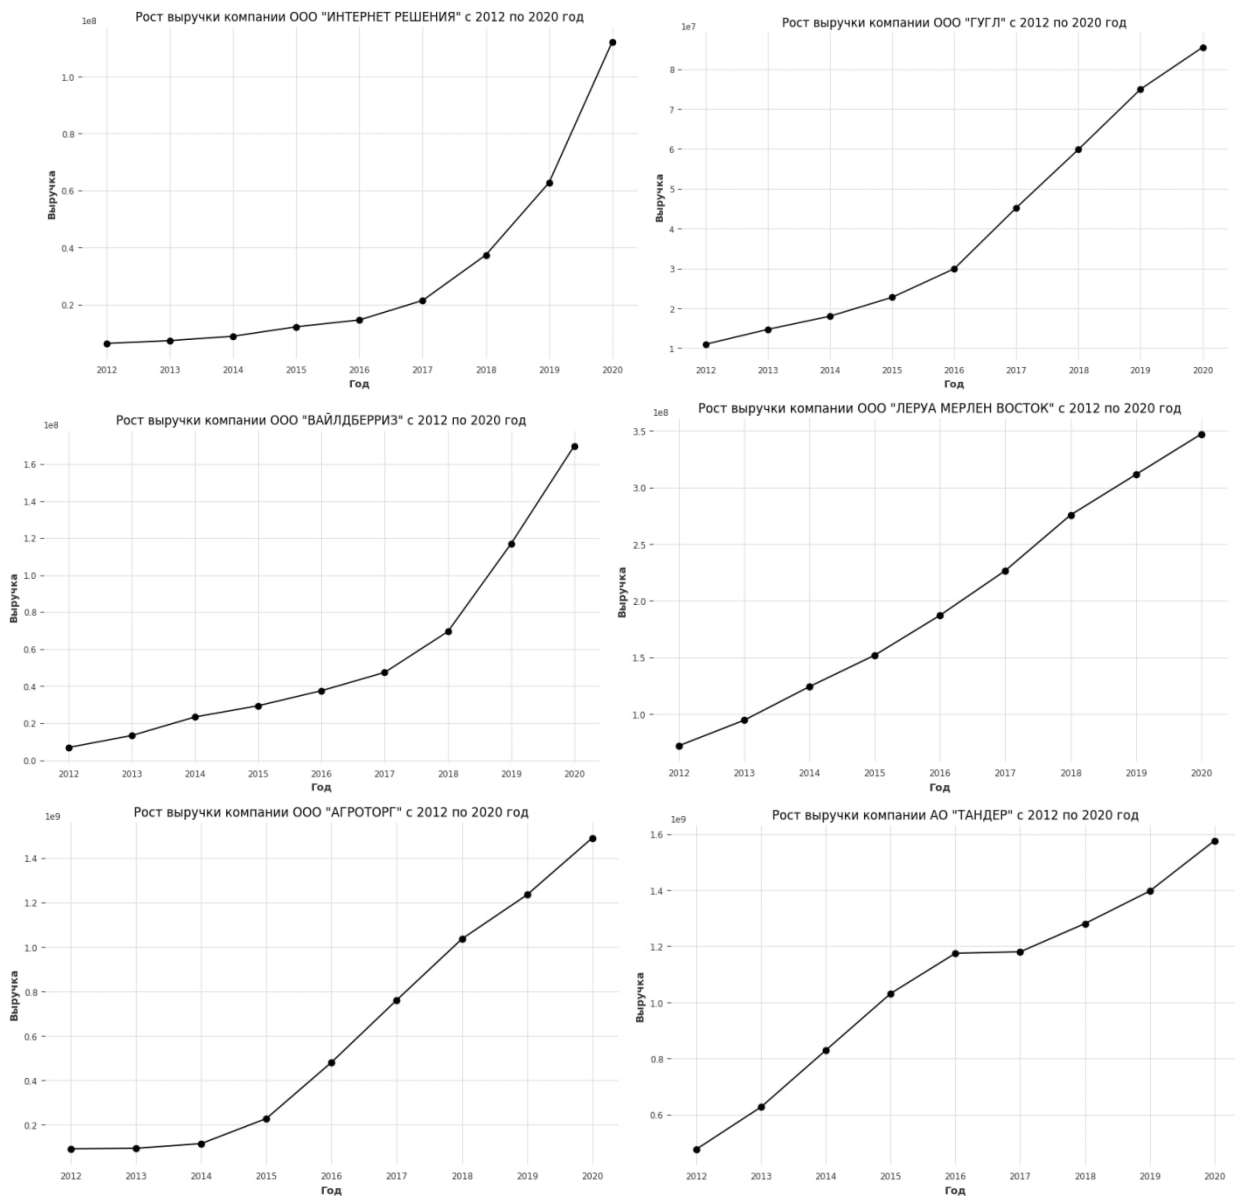 Рост выручки компании ООО "ИНТЕРНЕТ РЕШЕНИЯ" с 2012 по 2020 год
1e8
1.0
0.8
0.6
0.4
0.2
Выручка
2012 2013 2014 2015 2016 2017 2018 2019 2020
Год
Рост выручки компании ООО "ГУГЛ" с 2012 по 2020 год
1e7
8
7
6
5
4
3
2
1
Выручка
2012 2013 2014 2015 2016 2017 2018 2019 2020
Год
Рост выручки компании ООО "ВАЙЛДБЕРРИЗ" с 2012 по 2020 год
1e8
1.6
1.4
1.2
1.0
0.8
0.6
0.4
0.2
0.0
Выручка
2012 2013 2014 2015 2016 2017 2018 2019 2020
Год
Рост выручки компании ООО "ЛЕРУА МЕРЛЕН ВОСТОК" с 2012 по 2020 год
1e8
3.5
3.0
2.5
2.0
1.5
1.0
Выручка
2012 2013 2014 2015 2016 2017 2018 2019 2020
Год
Рост выручки компании ООО "АГРОТОРГ" с 2012 по 2020 год
1e9
1.4
1.2
1.0
0.8
0.6
0.4
0.2
Выручка
2012 2013 2014 2015 2016 2017 2018 2019 2020
Год
Рост выручки компании АО "ТАНДЕР" с 2012 по 2020 год
1e9
1.6
1.4
1.2
1.0
0.8
0.6
Выручка
2012 2013 2014 2015 2016 2017 2018 2019 2020
Год